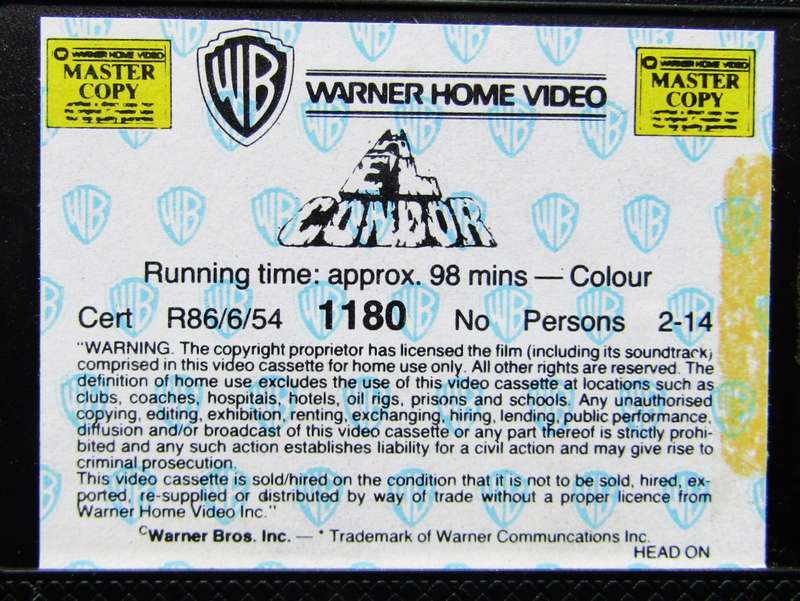 WARNER HOME VIDEO
MASTER
COPY
WB
WARNER HOME VIDEO
WARNER HOME VIDEO
MASTER
COPY
EL
CONDOR
Running time: approx. 98 mins — Colour
Cert R86/6/54 1180 No Persons 2-14
"WARNING. The copyright proprietor has licensed the film (including its soundtrack)
comprised in this video cassette for home use only. All other rights are reserved. The
definition of home use excludes the use of this video cassette at locations such as
clubs, coaches, hospitals, hotels, oil rigs, prisons and schools. Any unauthorised
copying, editing, exhibition, renting, exchanging, hiring, lending, public performance,
diffusion and/or broadcast of this video cassette or any part thereof is strictly prohi-
bited and any such action establishes liability for a civil action and may give rise to
criminal prosecution.
This video cassette is sold/hired on the condition that it is not to be sold, hired, ex-
ported, re-supplied or distributed by way of trade without a proper licence from
Warner Home Video Inc."
©Warner Bros. Inc. — * Trademark of Warner Communcations Inc.
HEAD ON